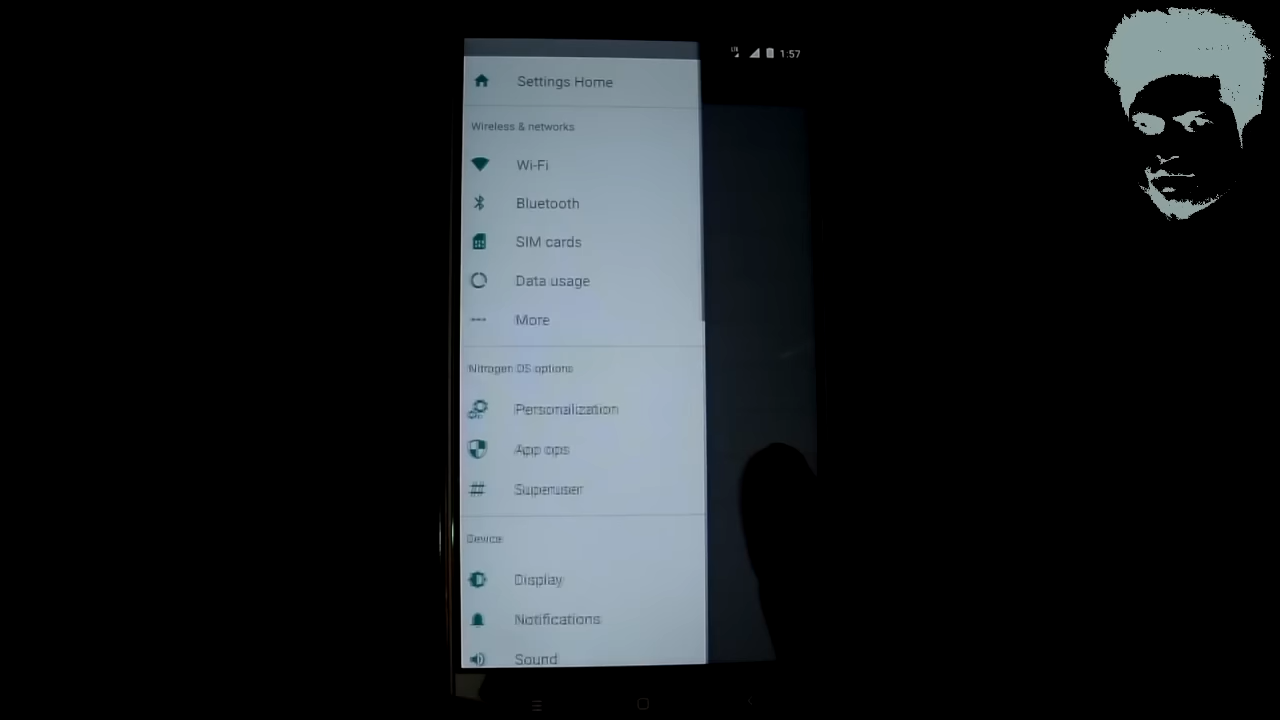 LTE 1:57
Settings Home
Wireless & networks
Wi-Fi
Bluetooth
SIM cards
Data usage
More
Nitrogen OS options
Personalization
App ops
Superuser
Device
Display
Notifications
Sound